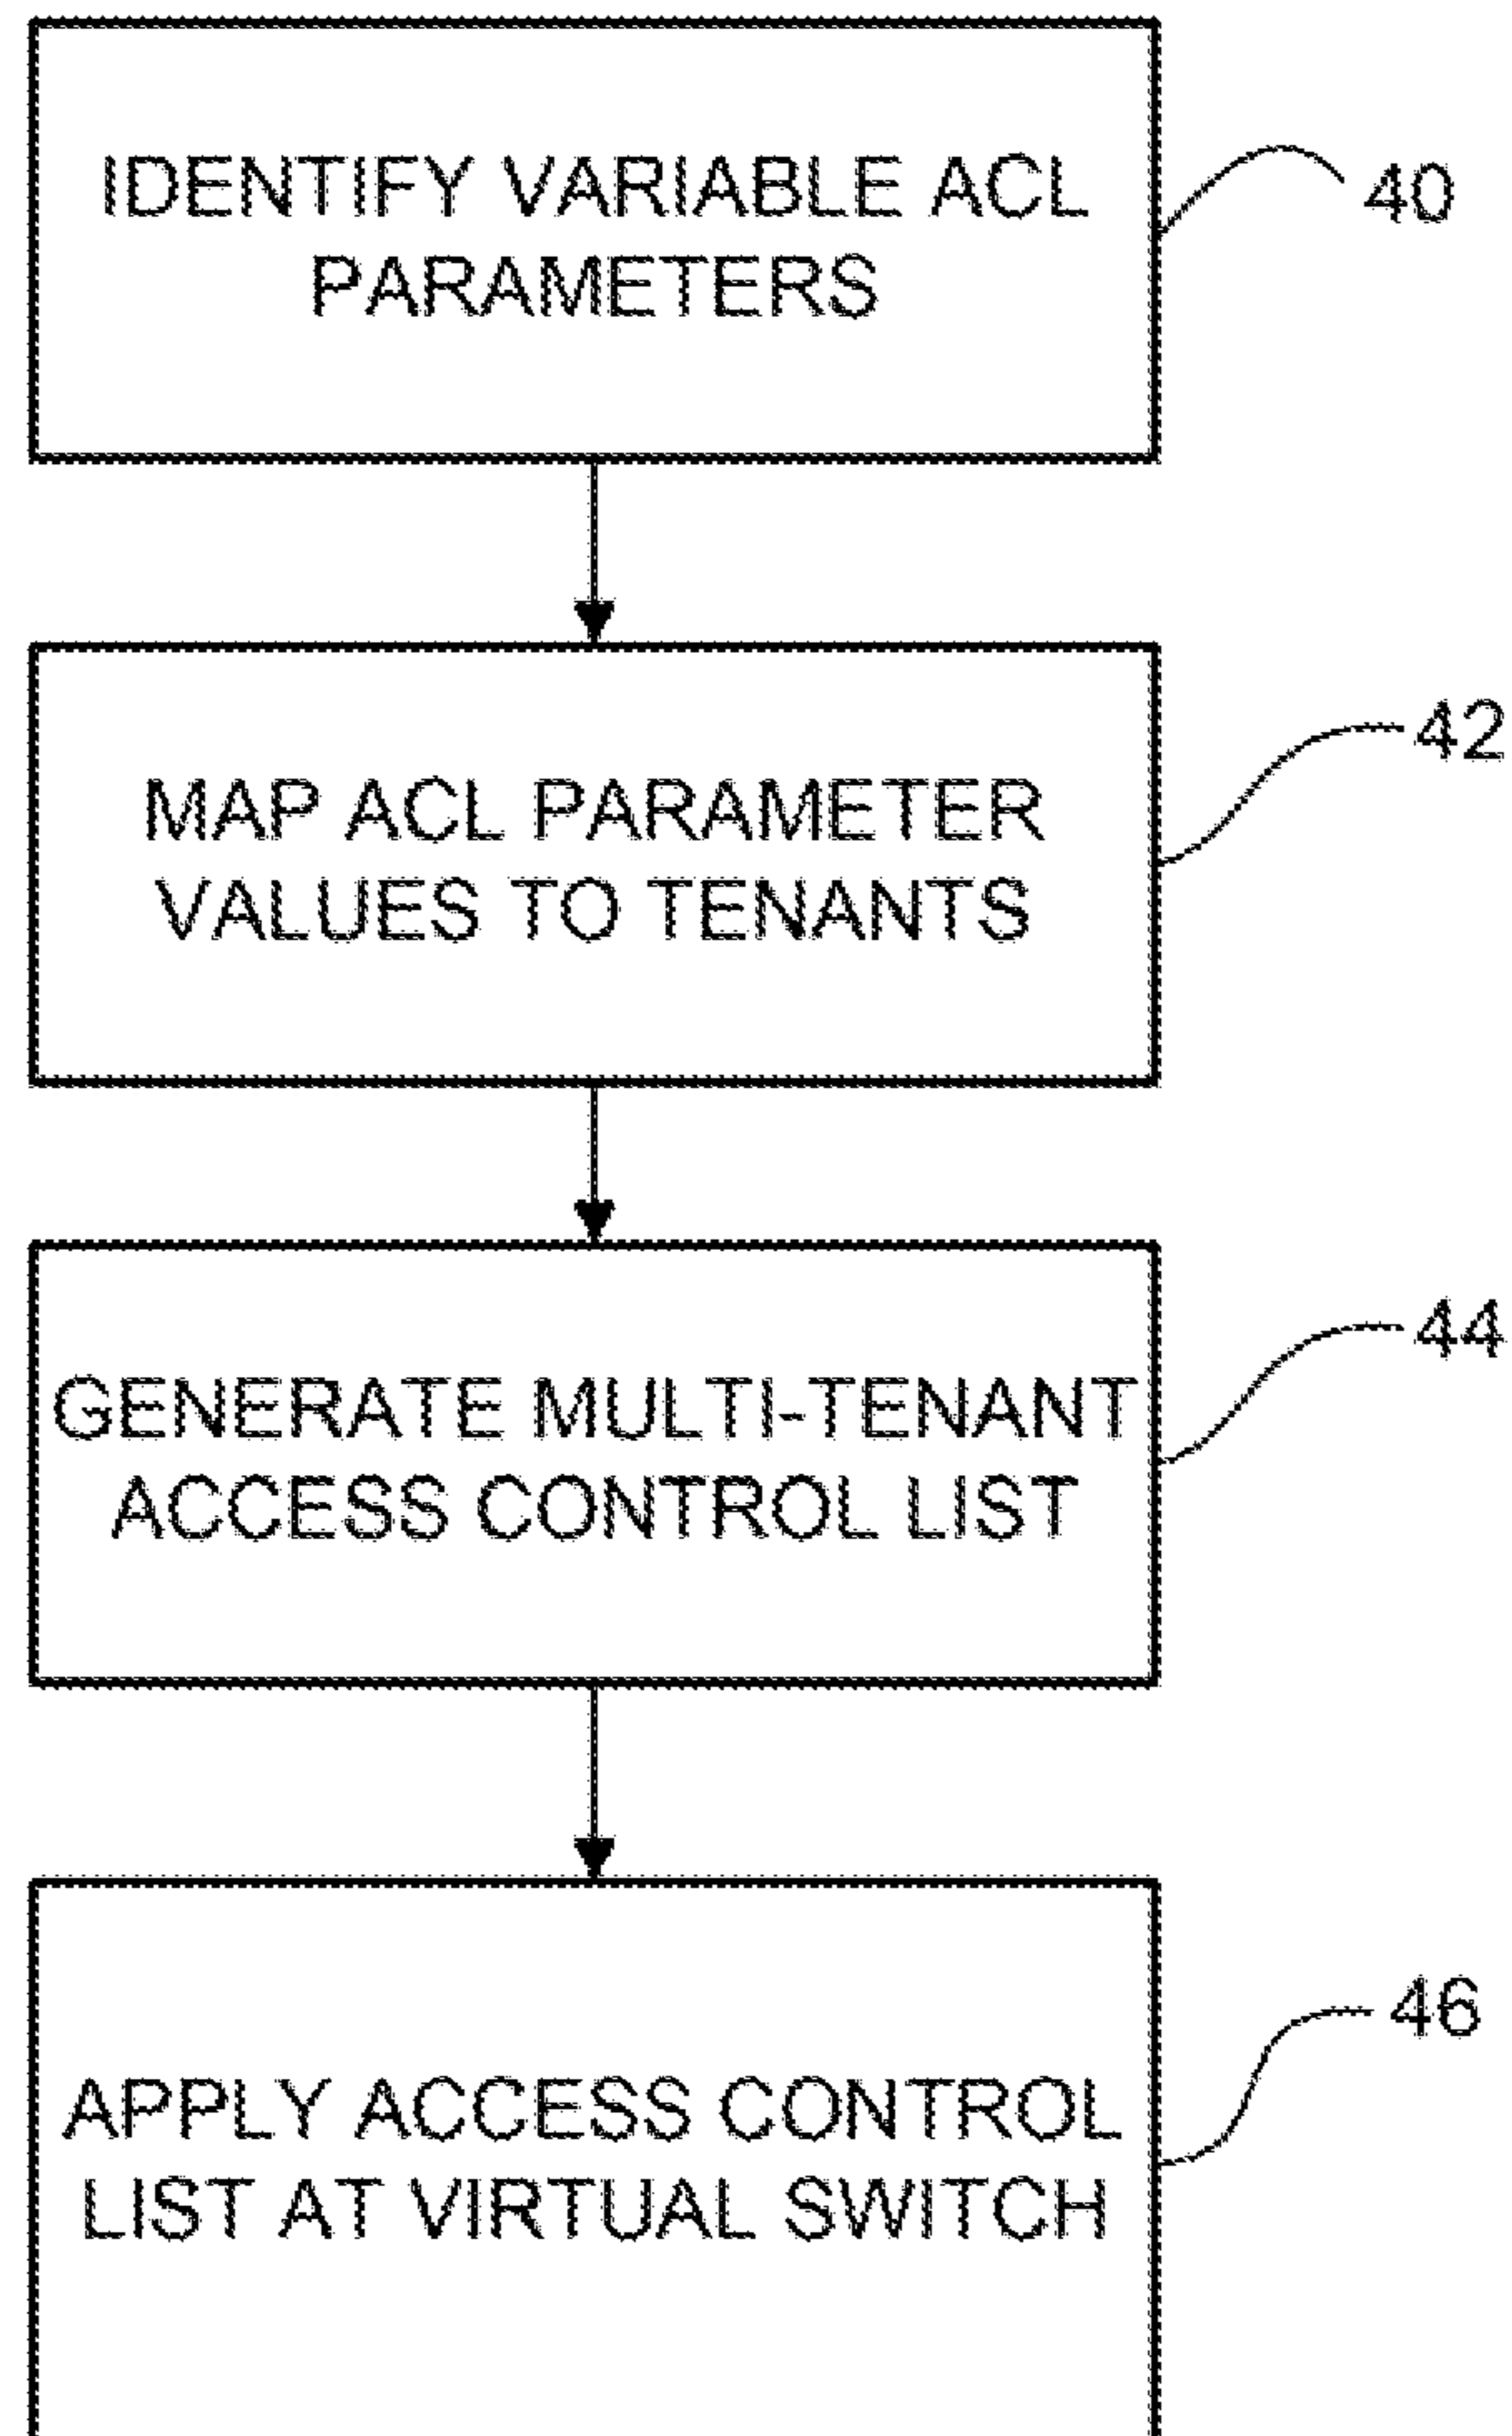 IDENTIFY VARIABLE ACL
PARAMETERS
40
MAP ACL PARAMETER
VALUES TO TENANTS
42
GENERATE MULTI-TENANT
ACCESS CONTROL LIST
44
APPLY ACCESS CONTROL
LIST AT VIRTUAL SWITCH
46